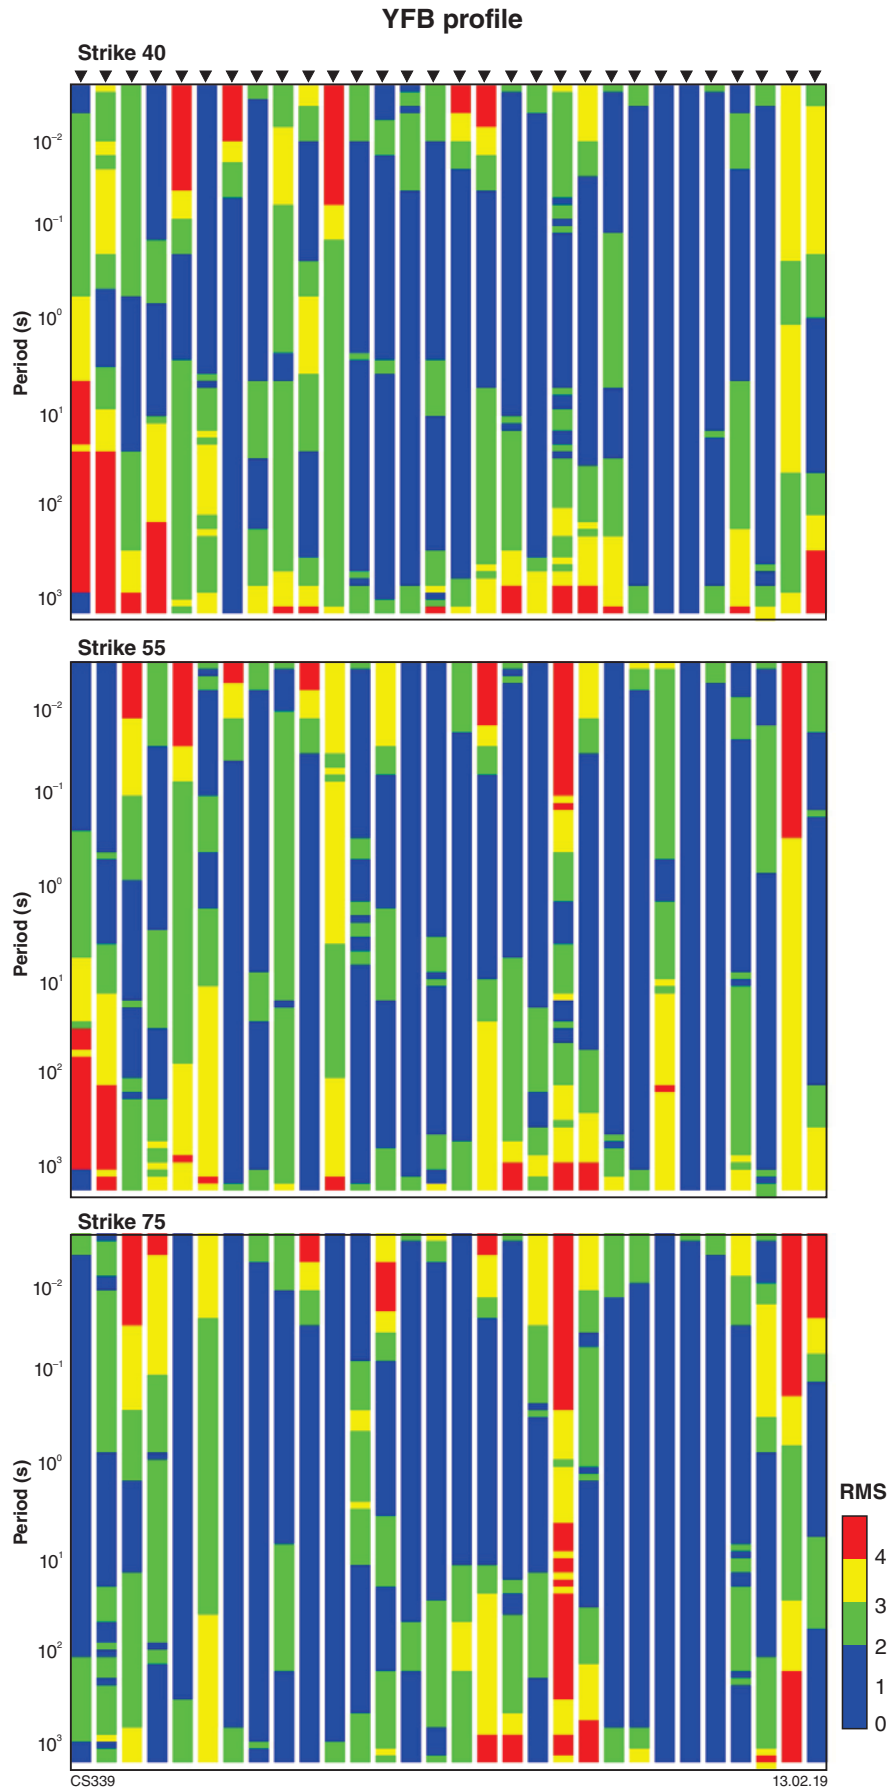 YFB profile
Strike 40
10⁻²
10⁻¹
10⁰
10¹
10²
10³
Period (s)
Strike 55
10⁻²
10⁻¹
10⁰
10¹
10²
10³
Period (s)
Strike 75
10⁻²
10⁻¹
10⁰
10¹
10²
10³
Period (s)
RMS
4
3
2
1
0
CS339
13.02.19